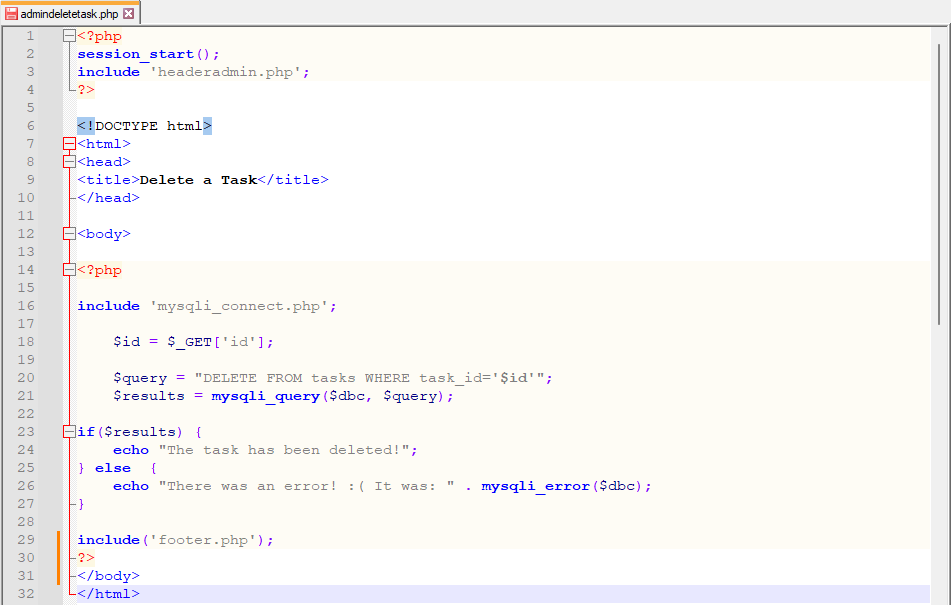 admindeletetask.php
1 <?php
2 session_start();
3 include 'headeradmin.php';
4 ?>
5
6 <!DOCTYPE html>
7 <html>
8 <head>
9 <title>Delete a Task</title>
10 </head>
11
12 <body>
13
14 <?php
15
16 include 'mysqli_connect.php';
17
18     $id = $_GET['id'];
19
20     $query = "DELETE FROM tasks WHERE task_id='$id'";
21     $results = mysqli_query($dbc, $query);
22
23 if($results) {
24     echo "The task has been deleted!";
25 } else  {
26     echo "There was an error! :( It was: " . mysqli_error($dbc);
27 }
28
29 include('footer.php');
30 ?>
31 </body>
32 </html>